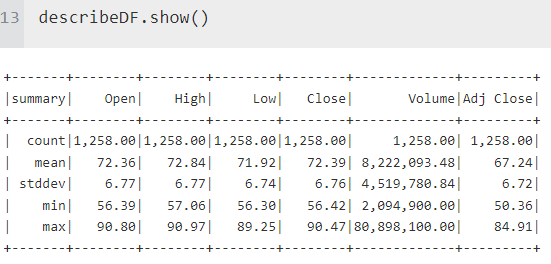 13 describeDF.show()
+-------+--------+--------+--------+--------+-------------+---------+
|summary|    Open|    High|     Low|   Close|       Volume|Adj Close|
+-------+--------+--------+--------+--------+-------------+---------+
|  count|1,258.00|1,258.00|1,258.00|1,258.00|     1,258.00| 1,258.00|
|   mean|   72.36|   72.84|   71.92|   72.39| 8,222,093.48|    67.24|
| stddev|    6.77|    6.77|    6.74|    6.76| 4,519,780.84|     6.72|
|    min|   56.39|   57.06|   56.30|   56.42| 2,094,900.00|    50.36|
|    max|   90.80|   90.97|   89.25|   90.47|80,898,100.00|    84.91|
+-------+--------+--------+--------+--------+-------------+---------+